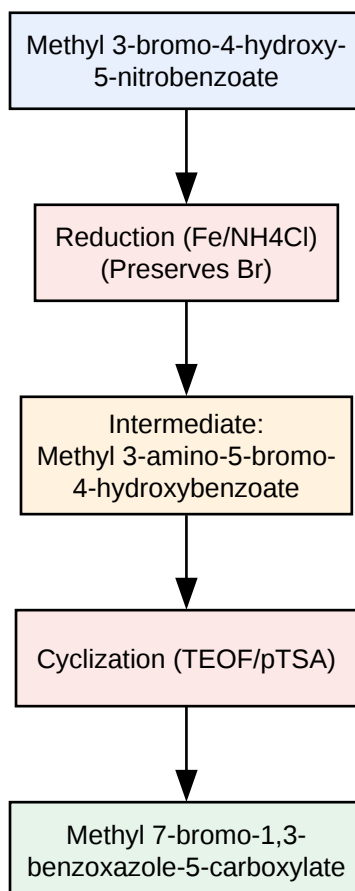 Methyl 3-bromo-4-hydroxy-
5-nitrobenzoate
Reduction (Fe/NH4Cl)
(Preserves Br)
Intermediate:
Methyl 3-amino-5-bromo-
4-hydroxybenzoate
Cyclization (TEOF/pTSA)
Methyl 7-bromo-1,3-
benzoxazole-5-carboxylate